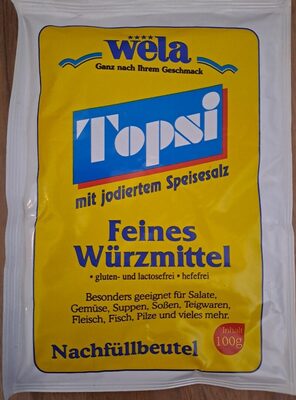 wela
Ganz nach Ihrem Geschmack
Topsi
mit jodiertem Speisesalz
Feines
Würzmittel
• gluten- und lactosefrei • hefefrei
Besonders geeignet für Salate,
Gemüse, Suppen, Soßen, Teigwaren,
Fleisch, Fisch, Pilze und vieles mehr.
Nachfüllbeutel
Inhalt
100g